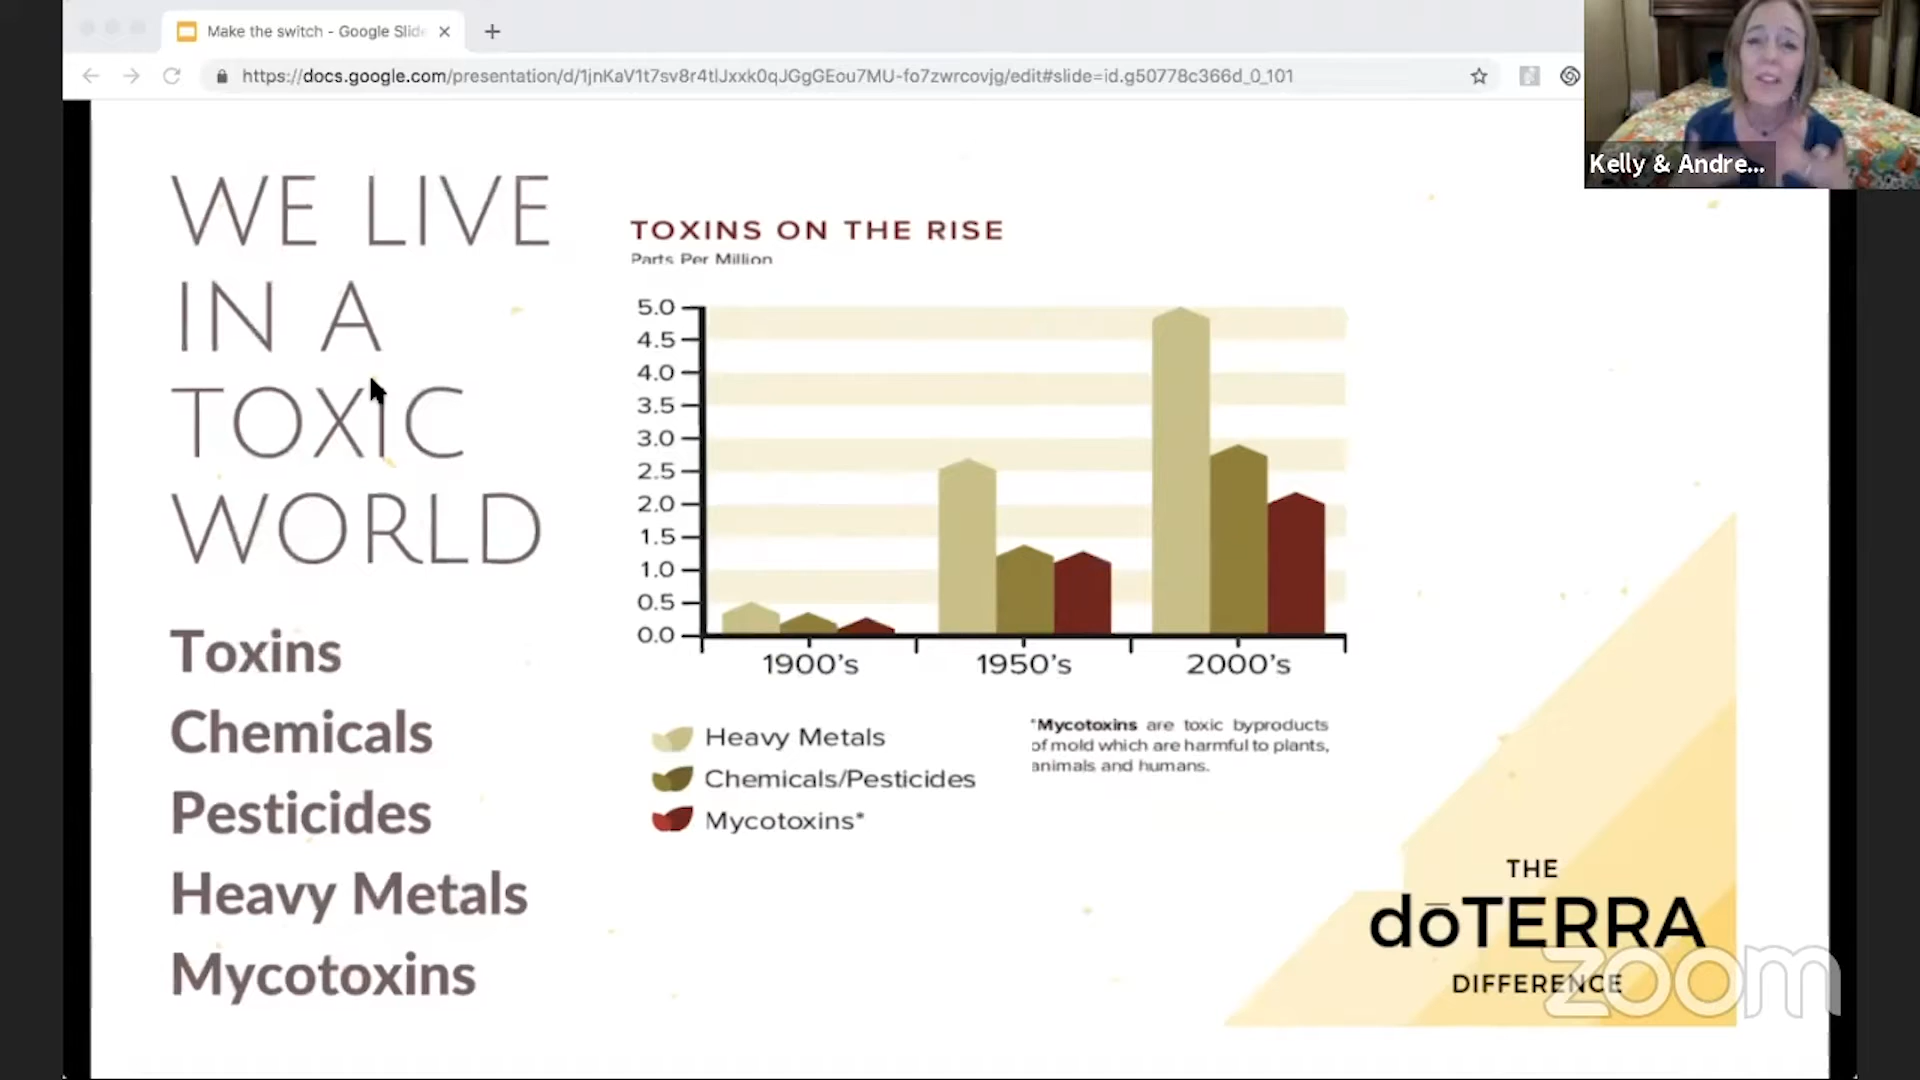 Make the switch - Google Slide
https://docs.google.com/presentation/d/1jnKaV1t7sv8r4tlJxxk0qJGgGEou7MU-fo7zwrcovjg/edit#slide=id.g50778c366d_0_101
Kelly & Andre...
WE LIVE
IN A
TOXIC
WORLD
Toxins
Chemicals
Pesticides
Heavy Metals
Mycotoxins
TOXINS ON THE RISE
Parts Per Million
5.0
4.5
4.0
3.5
3.0
2.5
2.0
1.5
1.0
0.5
0.0
1900's 1950's 2000's
Heavy Metals
Chemicals/Pesticides
Mycotoxins*
*Mycotoxins are toxic byproducts
of mold which are harmful to plants,
animals and humans.
THE
dōTERRA
DIFFERENCE
zoom